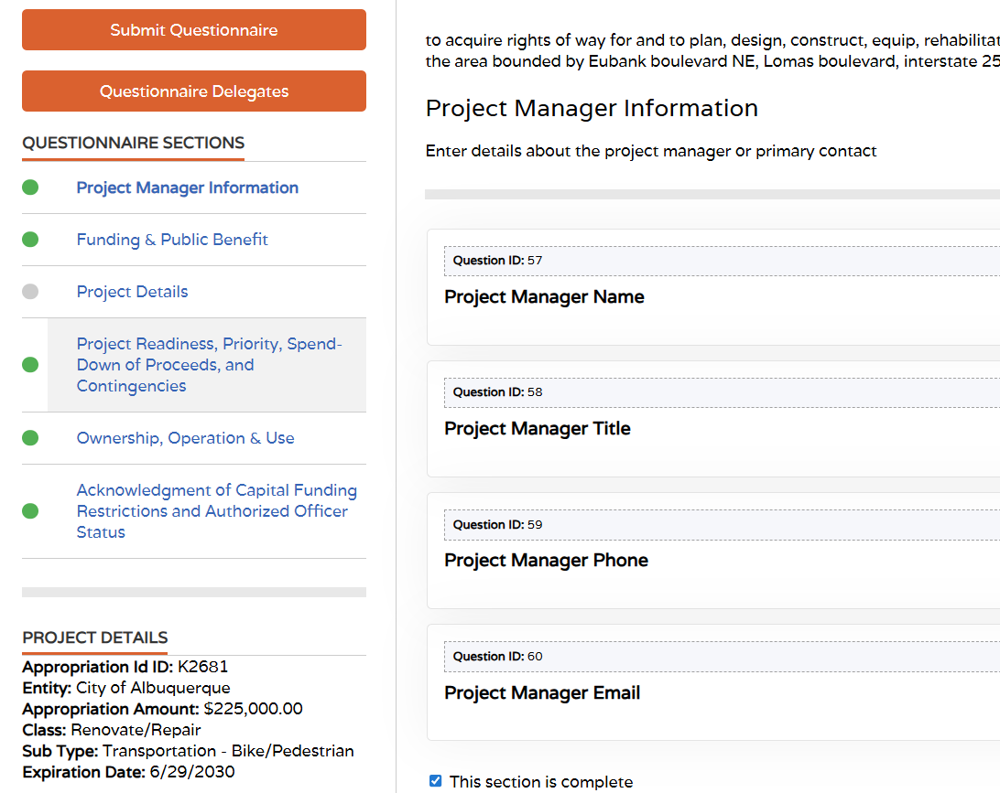 Submit Questionnaire
Questionnaire Delegates
QUESTIONNAIRE SECTIONS
Project Manager Information
Funding & Public Benefit
Project Details
Project Readiness, Priority, Spend-
Down of Proceeds, and
Contingencies
Ownership, Operation & Use
Acknowledgment of Capital Funding
Restrictions and Authorized Officer
Status
PROJECT DETAILS
Appropriation Id ID: K2681
Entity: City of Albuquerque
Appropriation Amount: $225,000.00
Class: Renovate/Repair
Sub Type: Transportation - Bike/Pedestrian
Expiration Date: 6/29/2030
to acquire rights of way for and to plan, design, construct, equip, rehabilitat
the area bounded by Eubank boulevard NE, Lomas boulevard, interstate 25
Project Manager Information
Enter details about the project manager or primary contact
Question ID: 57
Project Manager Name
Question ID: 58
Project Manager Title
Question ID: 59
Project Manager Phone
Question ID: 60
Project Manager Email
This section is complete